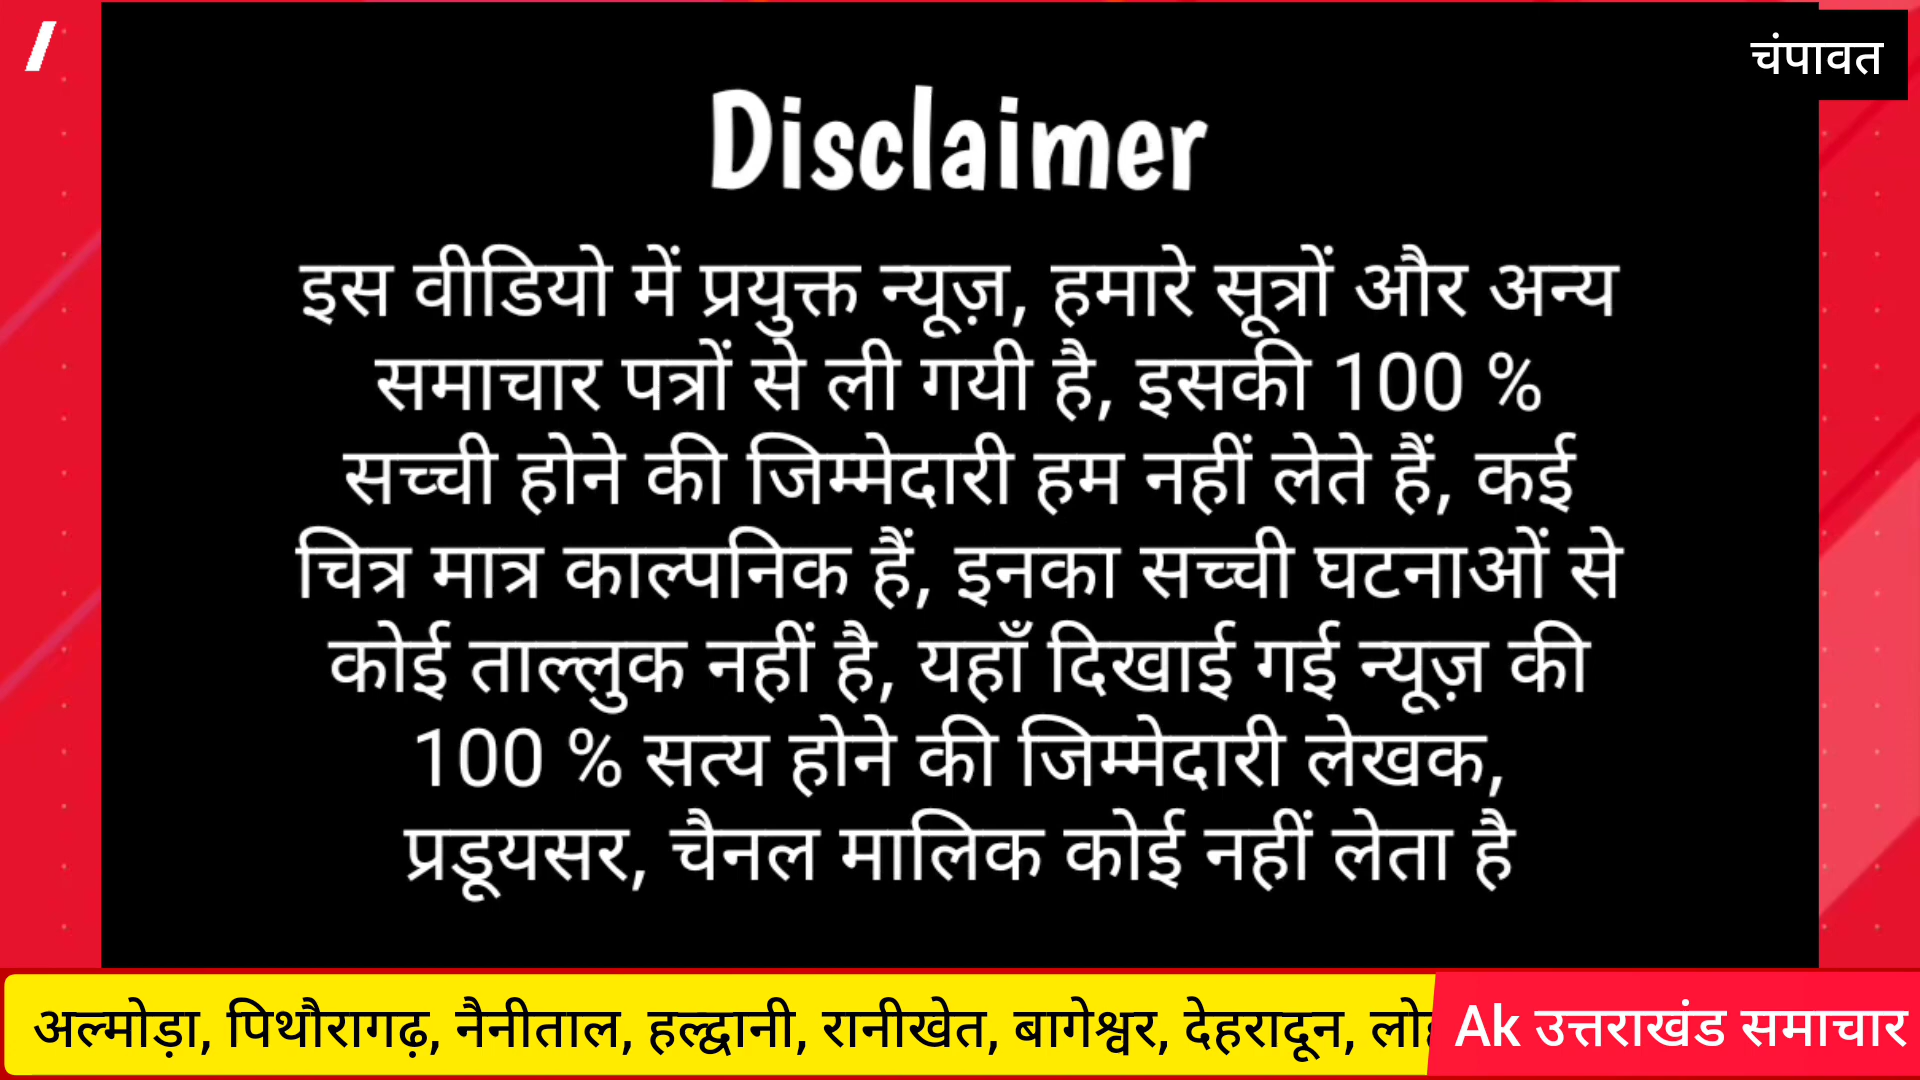 चंपावत
Disclaimer
इस वीडियो में प्रयुक्त न्यूज़, हमारे सूत्रों और अन्य
समाचार पत्रों से ली गयी है, इसकी 100 %
सच्ची होने की जिम्मेदारी हम नहीं लेते हैं, कई
चित्र मात्र काल्पनिक हैं, इनका सच्ची घटनाओं से
कोई ताल्लुक नहीं है, यहाँ दिखाई गई न्यूज़ की
100 % सत्य होने की जिम्मेदारी लेखक,
प्रड्यूसर, चैनल मालिक कोई नहीं लेता है
अल्मोड़ा, पिथौरागढ़, नैनीताल, हल्द्वानी, रानीखेत, बागेश्वर, देहरादून,
Ak उत्तराखंड समाचार